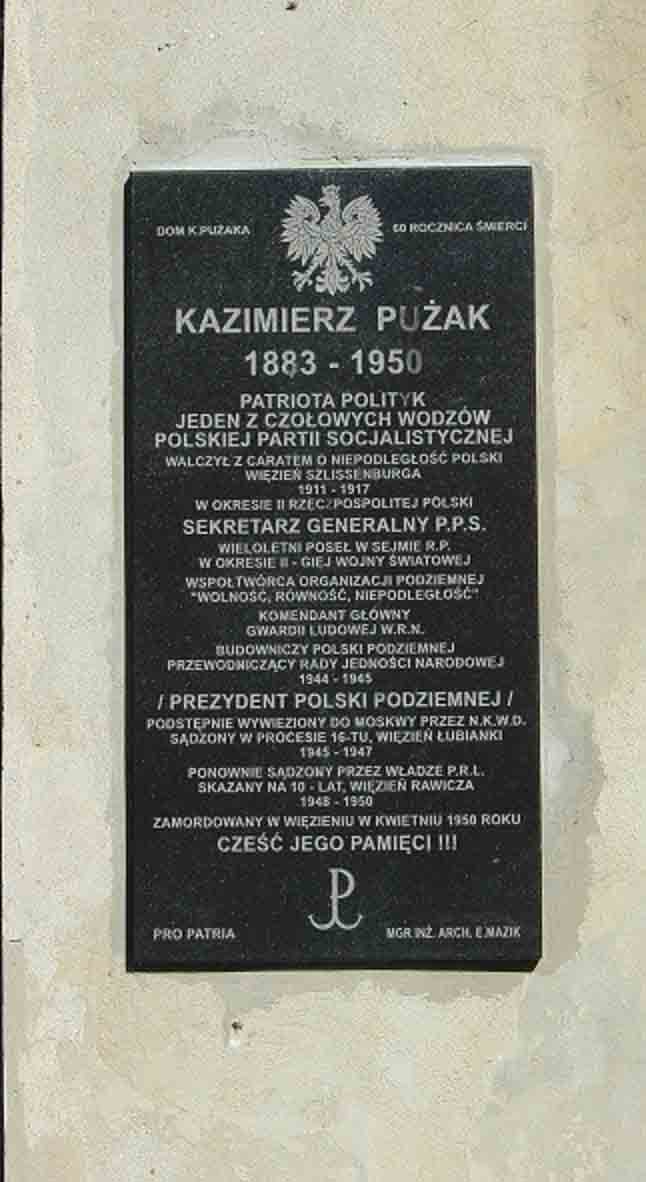 DOM K.PUŻAKA
60 ROCZNICA ŚMIERCI
KAZIMIERZ PUŻAK
1883 - 1950
PATRIOTA POLITYK
JEDEN Z CZOŁOWYCH WODZÓW
POLSKIEJ PARTII SOCJALISTYCZNEJ
WALCZYŁ Z CARATEM O NIEPODLEGŁOŚĆ POLSKI
WIĘZIEŃ SZLISSENBURGA
1911 - 1917
W OKRESIE II RZECZPOSPOLITEJ POLSKI
SEKRETARZ GENERALNY P.P.S.
WIELOLETNI POSEŁ W SEJMIE R.P.
W OKRESIE II - GIEJ WOJNY ŚWIATOWEJ
WSPÓŁTWÓRCA ORGANIZACJI PODZIEMNEJ
"WOLNOŚĆ, RÓWNOŚĆ, NIEPODLEGŁOŚĆ"
KOMENDANT GŁÓWNY
GWARDII LUDOWEJ W.R.N.
BUDOWNICZY POLSKI PODZIEMNEJ
PRZEWODNICZĄCY RADY JEDNOŚCI NARODOWEJ
1944 - 1945
/ PREZYDENT POLSKI PODZIEMNEJ /
PODSTĘPNIE WYWIEZIONY DO MOSKWY PRZEZ N.K.W.D.
SĄDZONY W PROCESIE 16-TU, WIĘZIEŃ ŁUBIANKI
1945 - 1947
PONOWNIE SĄDZONY PRZEZ WŁADZE P.R.L.
SKAZANY NA 10 - LAT, WIĘZIEŃ RAWICZA
1948 - 1950
ZAMORDOWANY W WIĘZIENIU W KWIETNIU 1950 ROKU
CZEŚĆ JEGO PAMIĘCI !!!
PW
PRO PATRIA
MGR INŻ. ARCH. E.MAZIK